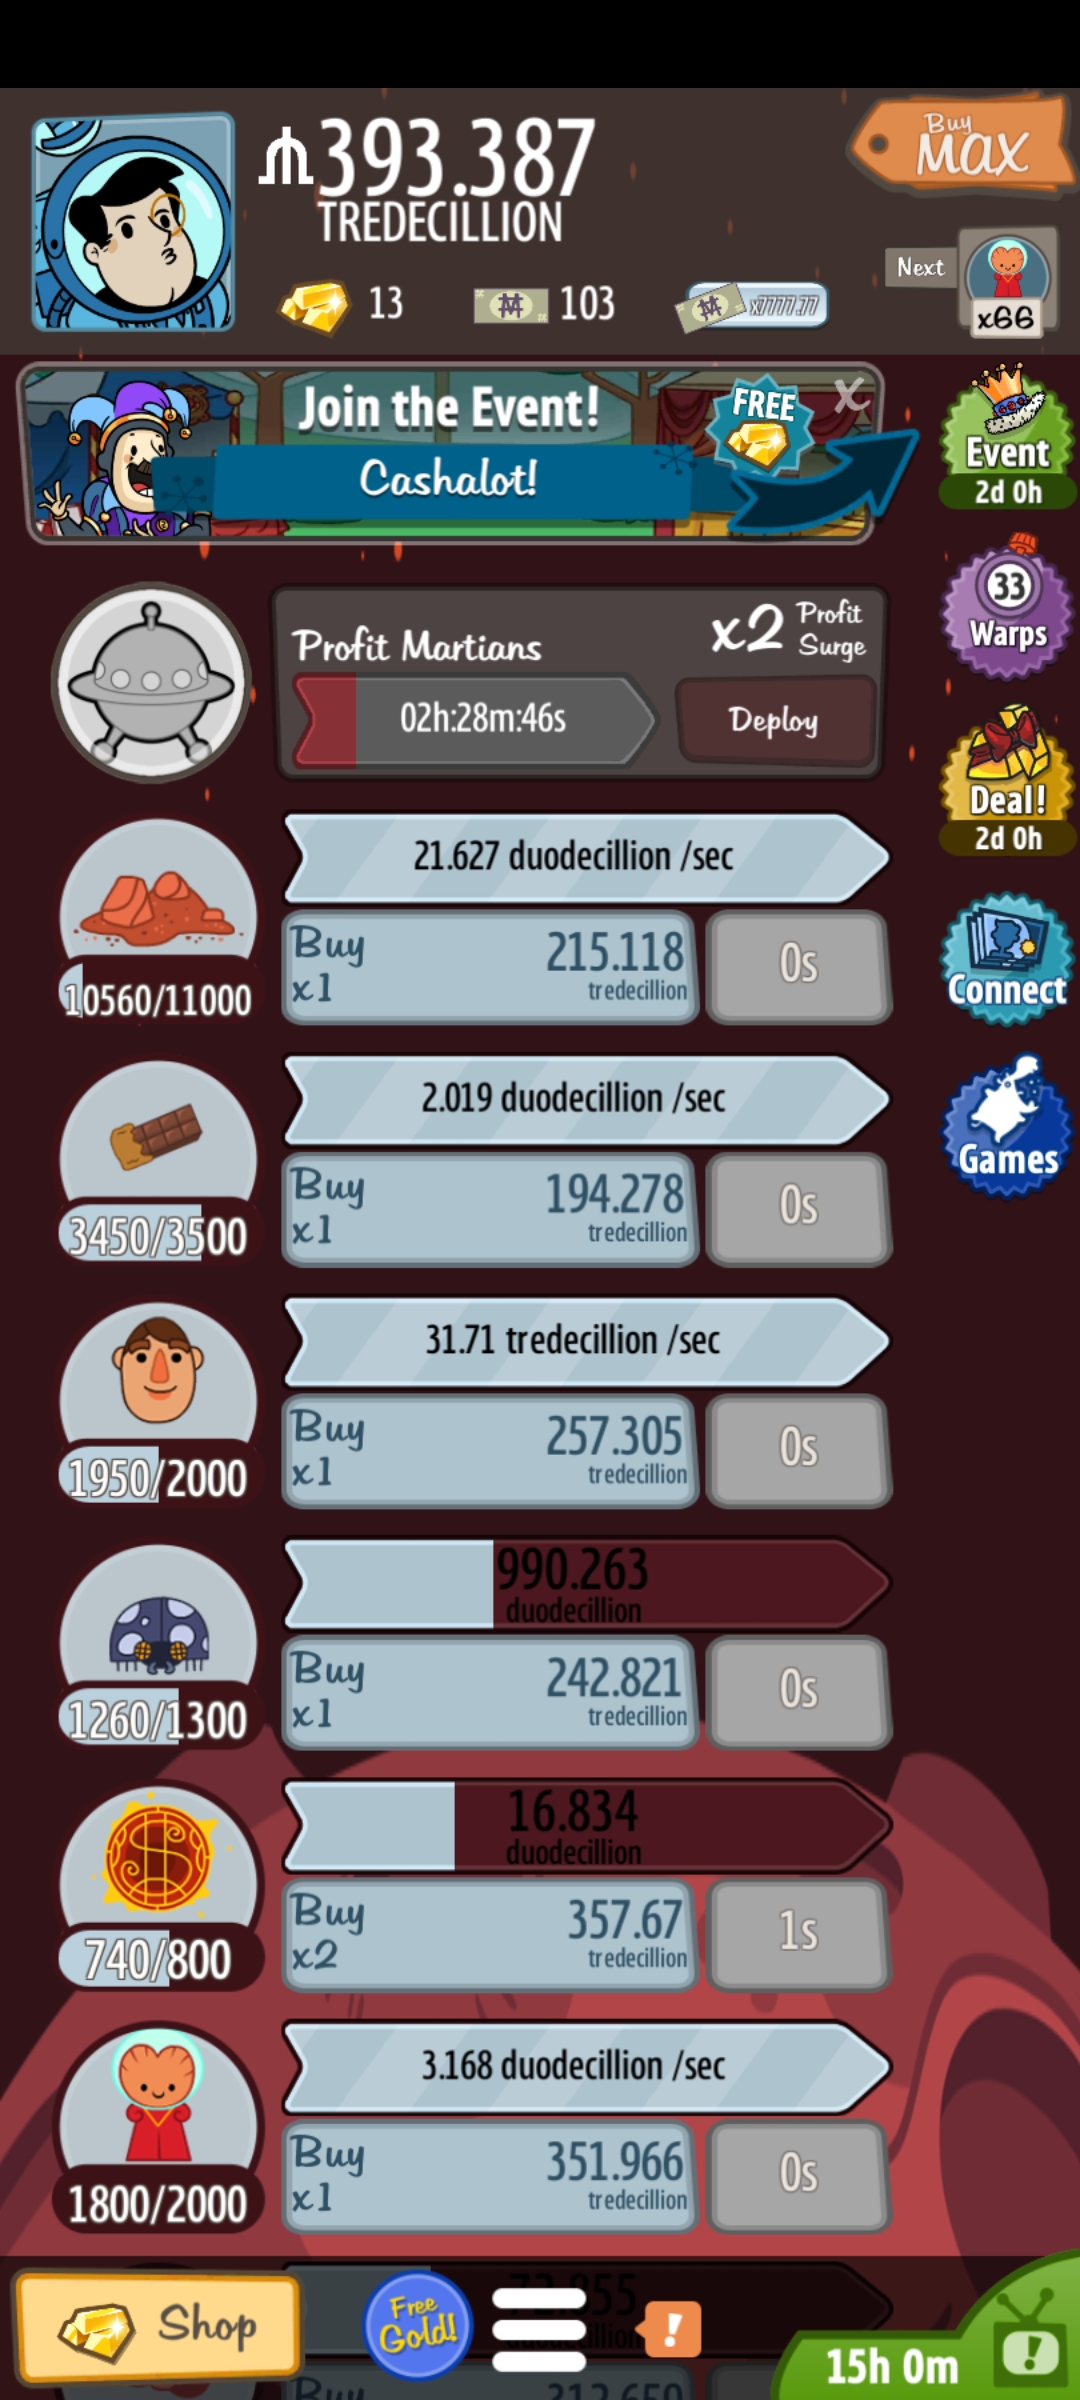 393.387
TREDECILLION
Buy
MAX
13
103
x7777.77
Next
x66
Join the Event!
FREE
X
Cashalot!
Event
2d 0h
33
Warps
Profit Martians
x2 Profit Surge
02h:28m:46s
Deploy
Deal!
2d 0h
21.627 duodecillion /sec
Buy
x1
215.118
tredecillion
0s
10560/11000
Connect
2.019 duodecillion /sec
Buy
x1
194.278
tredecillion
0s
3450/3500
Games
31.71 tredecillion /sec
Buy
x1
257.305
tredecillion
0s
1950/2000
990.263
duodecillion
Buy
x1
242.821
tredecillion
0s
1260/1300
16.834
duodecillion
Buy
x2
357.67
tredecillion
1s
740/800
3.168 duodecillion /sec
Buy
x1
351.966
tredecillion
0s
1800/2000
Shop
Free
Gold!
!
15h 0m
!
Buy